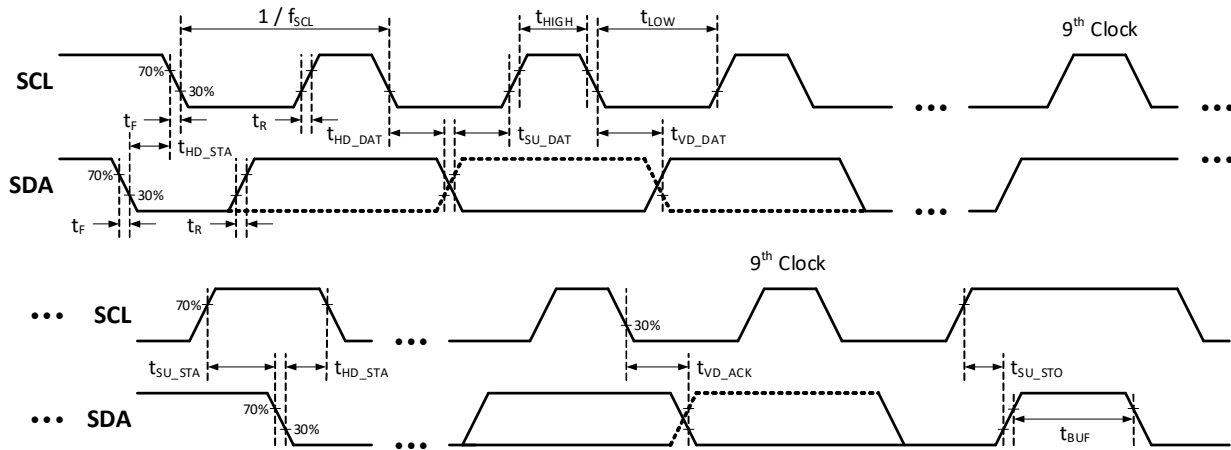 1 / fSCL
tHIGH
tLOW
9th Clock
SCL
70%
30%
•••
•••
tF
tR
tHD_DAT
tSU_DAT
tVD_DAT
tHD_STA
SDA
70%
30%
•••
•••
tF
tR
9th Clock
•••
SCL
70%
30%
•••
tSU_STA
tHD_STA
tVD_ACK
tSU_STO
•••
SDA
70%
30%
•••
tBUF